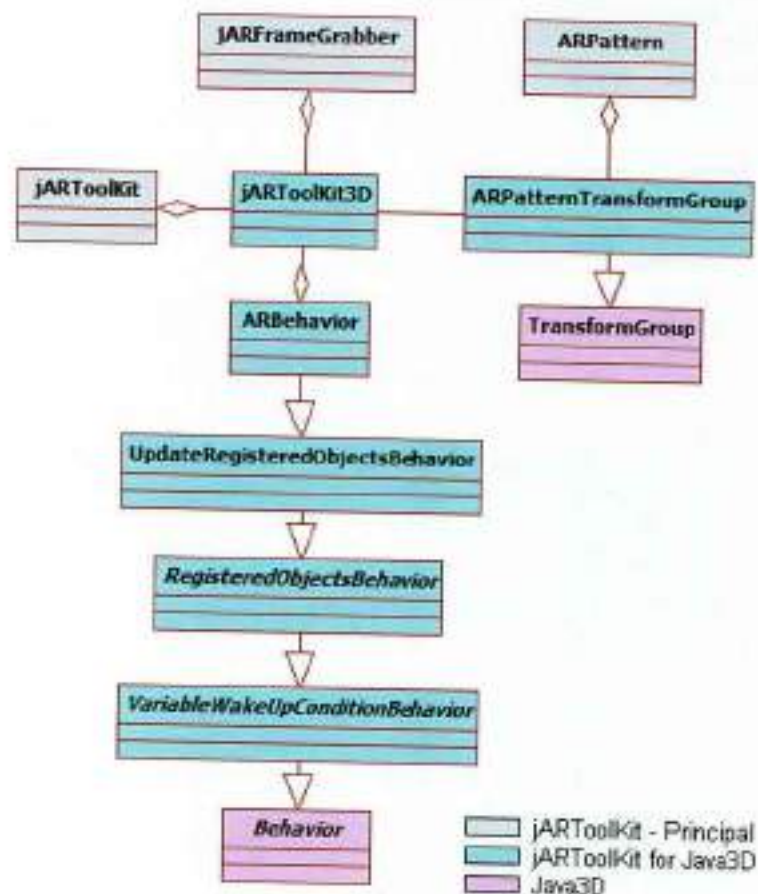 jARFrameGrabber
ARPattern
jARToolKit
jARToolKit3D
ARPatternTransformGroup
ARBehavior
TransformGroup
UpdateRegisteredObjectsBehavior
RegisteredObjectsBehavior
VariableWakeUpConditionBehavior
Behavior
jARToolKit - Principal
jARToolKit for Java3D
Java3D